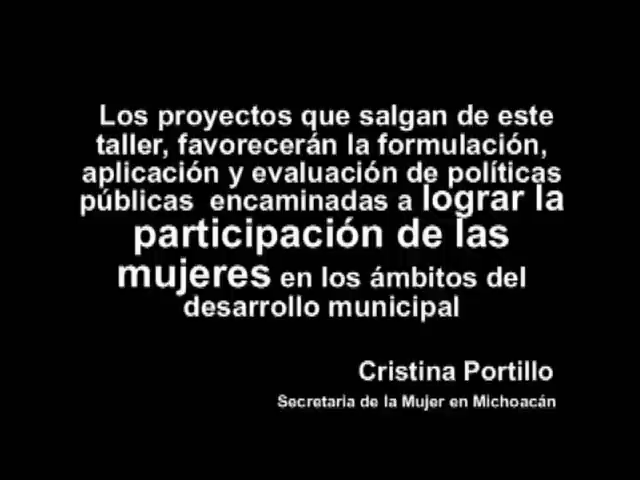 Los proyectos que salgan de este
taller, favorecerán la formulación,
aplicación y evaluación de políticas
públicas encaminadas a lograr la
participación de las
mujeres en los ámbitos del
desarrollo municipal
Cristina Portillo
Secretaria de la Mujer en Michoacán